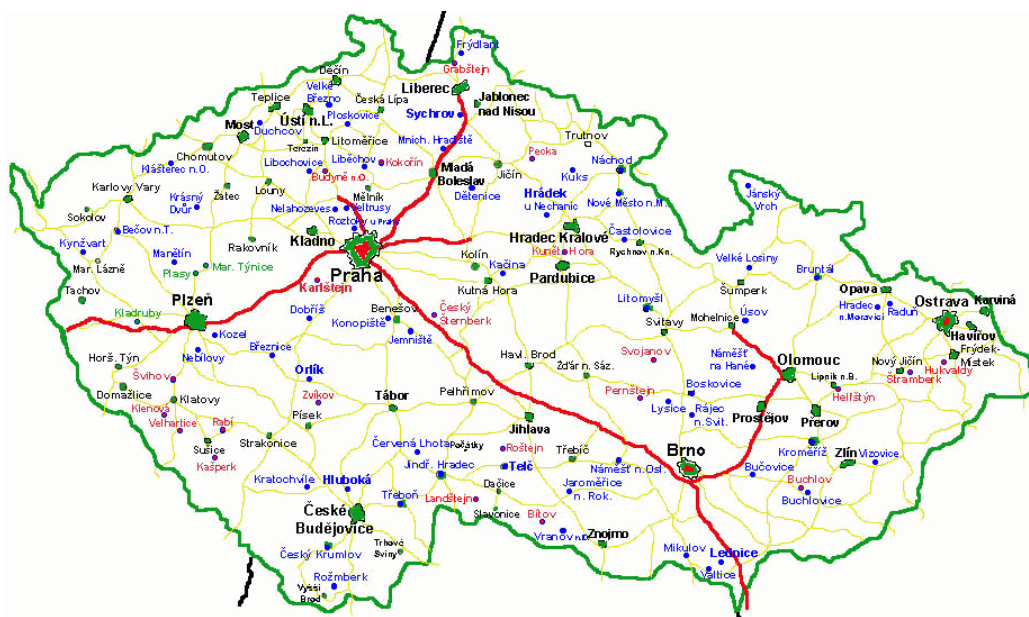 Frýdlant
Grabštejn
Děčín
Liberec
Velké
Březno
Teplice
Česká Lípa
Jablonec
nad Nisou
Ústí n.L.
Ploskovice
Sychrov
Most
Duchcov
Litoměřice
Mnich. Hradiště
Trutnov
Terezín
Chomutov
Libochovice
Liběchov
Kokořín
Pecka
Náchod
Klášterec n.O.
Budyně n.O.
Mladá
Boleslav
Jičín
Kuks
Karlovy Vary
Louny
Mělník
Dětenice
Hrádek
u Nechanic
Jánský
Vrch
Krásný
Dvůr
Žatec
Nelahozeves
Veltrusy
Nové Město n.M.
Sokolov
Roztoky u Prahy
Bečov n.T.
Kladno
Hradec Králové
Častolovice
Kynžvart
Rakovník
Kunět. Hora
Rychnov n.Kn.
Manětín
Kolín
Mar. Lázně
Mar. Týnice
Praha
Kačina
Pardubice
Velké Losiny
Plasy
Karlštejn
Kutná Hora
Šumperk
Bruntál
Tachov
Opava
Plzeň
Benešov
Český
Šternberk
Litomyšl
Karviná
Kladruby
Dobříš
Hradec
n.Moravicí
Raduň
Ostrava
Konopiště
Úsov
Mohelnice
Svitavy
Kozel
Jemniště
Havířov
Březnice
Havl. Brod
Horš. Týn
Nebílovy
Svojanov
Náměšť
na Hané
Frýdek-
Místek
Žďár n. Sáz.
Olomouc
Nový Jičín
Hukvaldy
Švihov
Orlík
Lipník n.B.
Štramberk
Domažlice
Boskovice
Helfštýn
Klatovy
Zvíkov
Tábor
Pelhřimov
Pernštejn
Klenová
Lysice
Rájec
n.Svit.
Prostějov
Přerov
Velhartice
Rabí
Písek
Jihlava
Strakonice
Červená Lhota
Počátky
Roštejn
Třebíč
Brno
Kroměříž
Zlín
Vizovice
Sušice
Kašperk
Jindř. Hradec
Telč
Náměšť n.Osl.
Bučovice
Kratochvíle
Hluboká
Dačice
Jaroměřice
n. Rok.
Buchlov
Třeboň
Landštejn
Buchlovice
České
Budějovice
Slavonice
Bítov
Vranov n.D.
Znojmo
Trhové
Sviny
Český Krumlov
Mikulov
Lednice
Rožmberk
Valtice
Vyšší
Brod